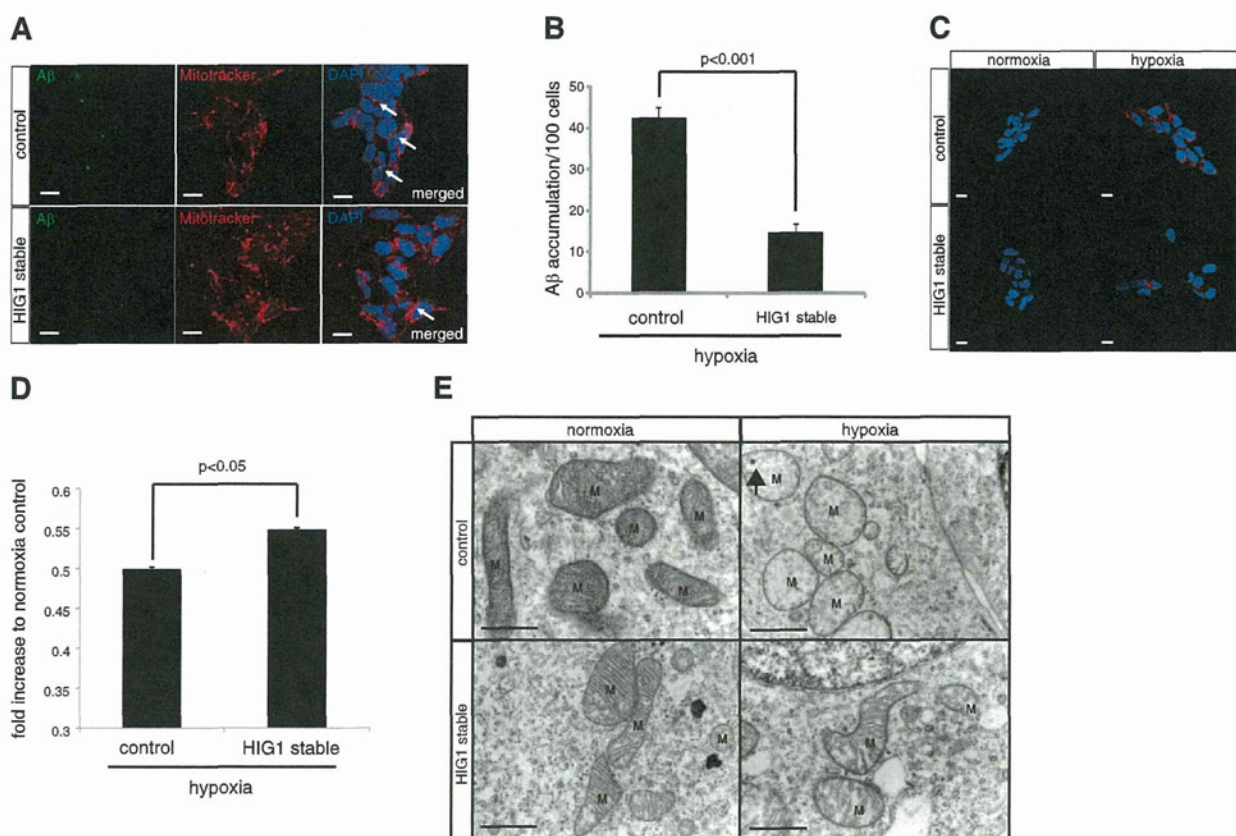 A
Aβ
Mitotracker
DAPI
control
merged
Aβ
Mitotracker
DAPI
HIG1 stable
merged
B
p<0.001
Aβ accumulation/100 cells
50
40
30
20
10
0
control
HIG1 stable
hypoxia
C
normoxia
hypoxia
control
HIG1 stable
D
p<0.05
fold increase to normoxia control
0.6
0.55
0.5
0.45
0.4
0.35
0.3
control
HIG1 stable
hypoxia
E
normoxia
hypoxia
control
M
M
M
M
M
M
M
M
M
M
M
HIG1 stable
M
M
M
M
M
M
M